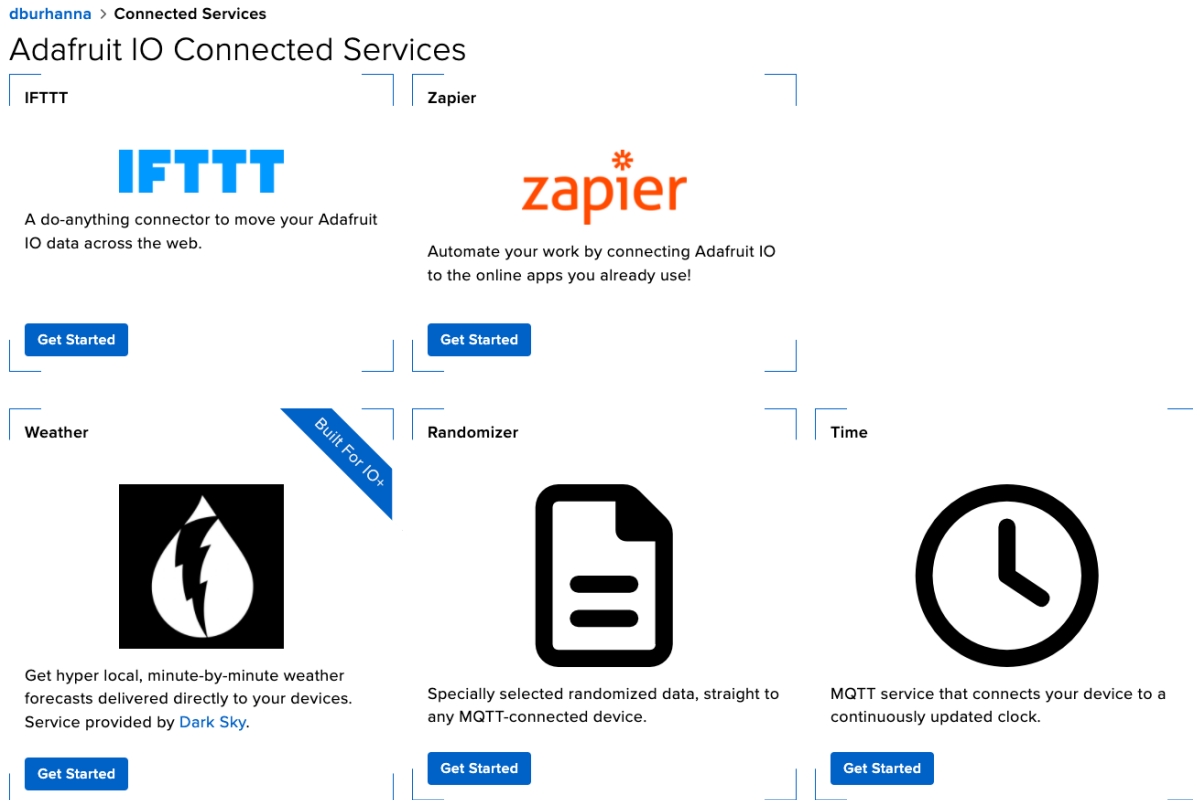 dburhanna > Connected Services
Adafruit IO Connected Services
IFTTT
IFTTT
A do-anything connector to move your Adafruit
IO data across the web.
Get Started
Zapier
zapier
Automate your work by connecting Adafruit IO
to the online apps you already use!
Get Started
Weather
Built For IO+
Get hyper local, minute-by-minute weather
forecasts delivered directly to your devices.
Service provided by Dark Sky.
Get Started
Randomizer
Specially selected randomized data, straight to
any MQTT-connected device.
Get Started
Time
MQTT service that connects your device to a
continuously updated clock.
Get Started